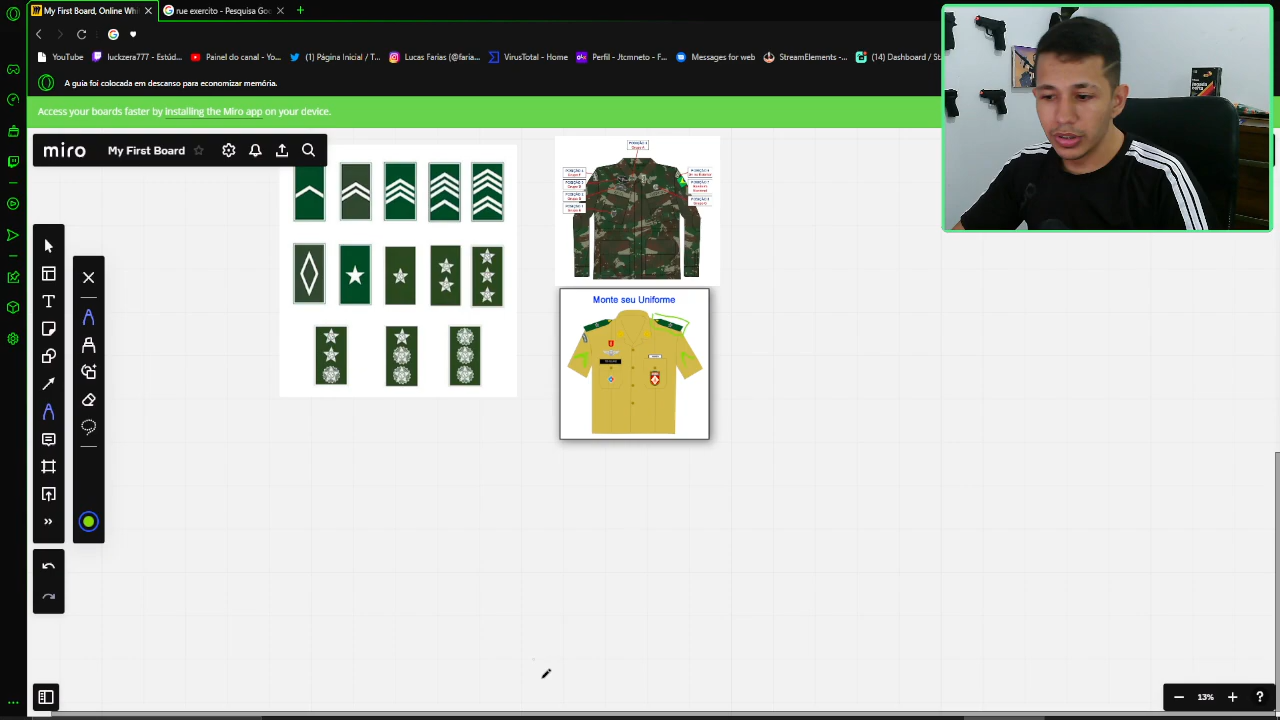 My First Board, Online Wh
rue exercito - Pesquisa Goo
YouTube
luckzera777 - Estúd...
Painel do canal - Yo...
(1) Página Inicial / T...
Lucas Farias (@faria...
VirusTotal - Home
Perfil - Jtcmneto - F...
Messages for web
StreamElements -...
(14) Dashboard / St
A guia foi colocada em descanso para economizar memória.
Access your boards faster by installing the Miro app on your device.
miro
My First Board
Monte seu Uniforme
13%